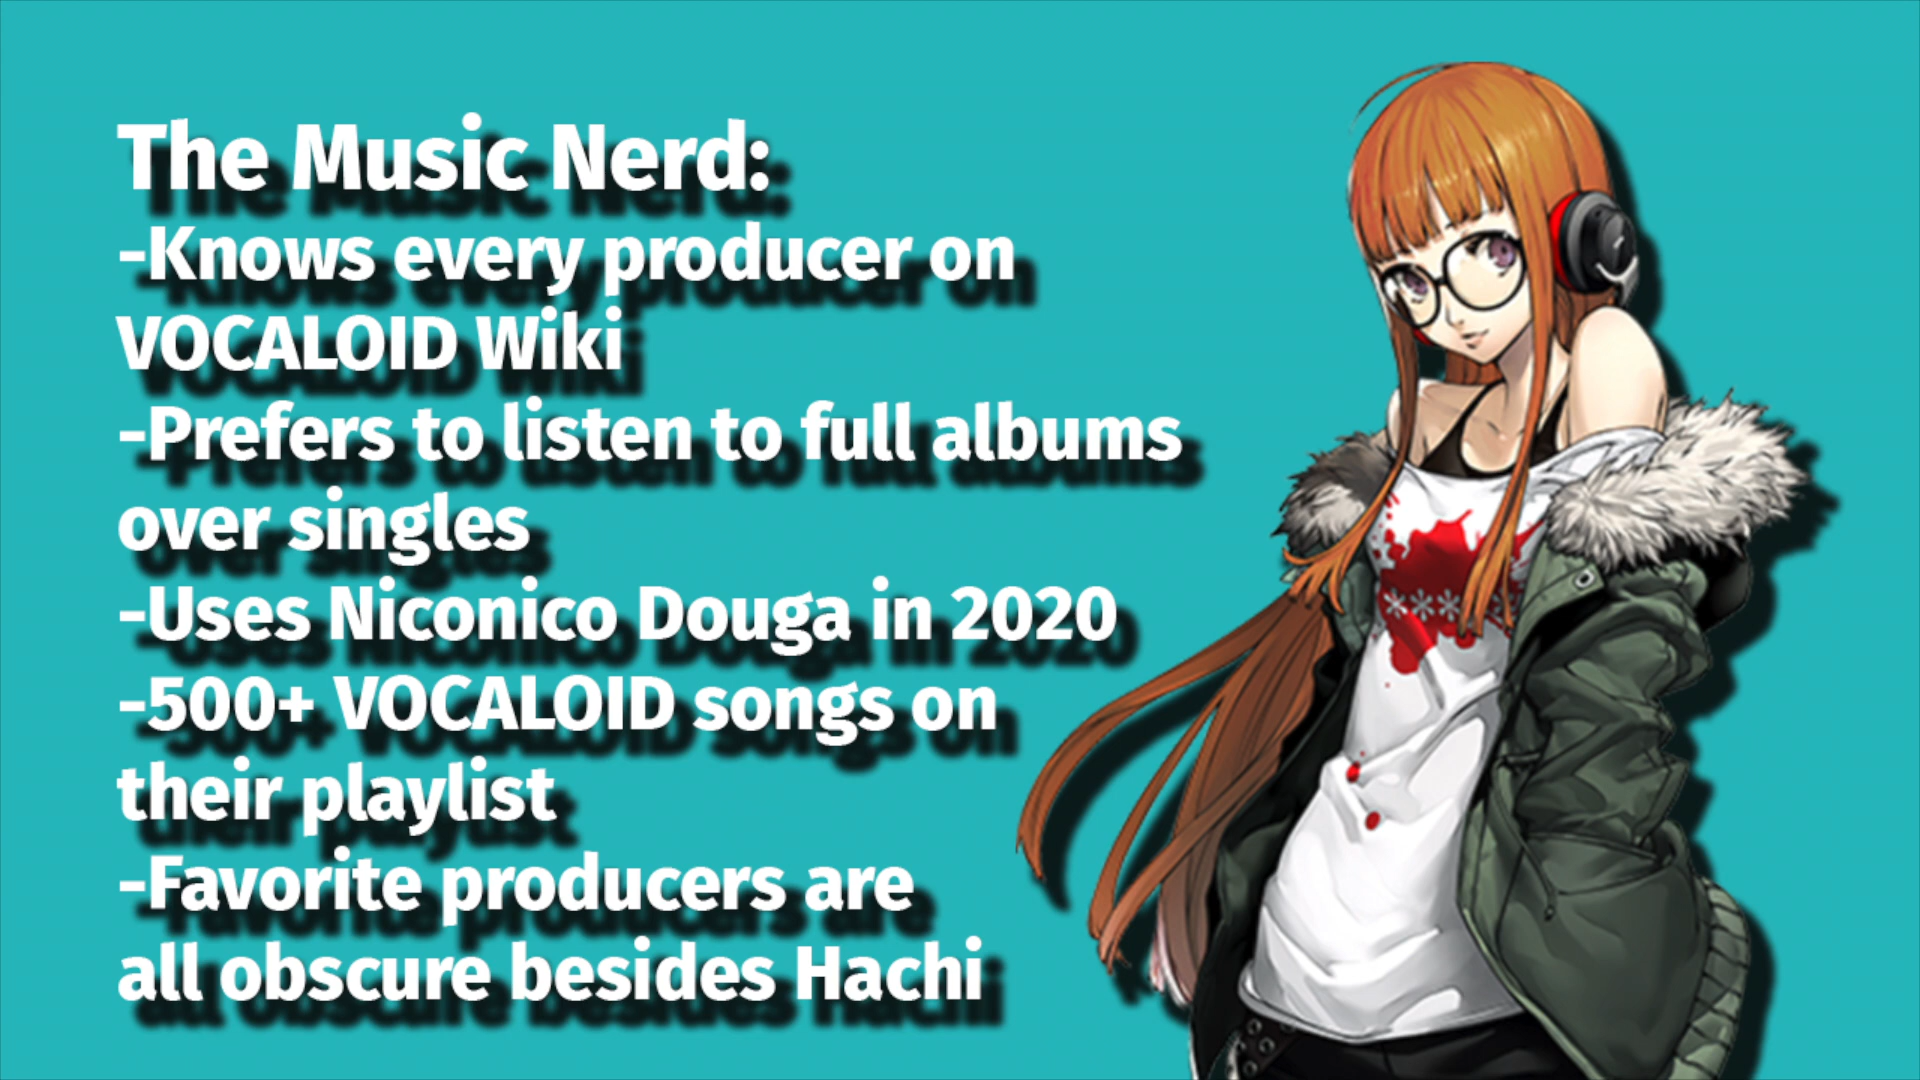 The Music Nerd:
-Knows every producer on
VOCALOID Wiki
-Prefers to listen to full albums
over singles
-Uses Niconico Douga in 2020
-500+ VOCALOID songs on
their playlist
-Favorite producers are
all obscure besides Hachi